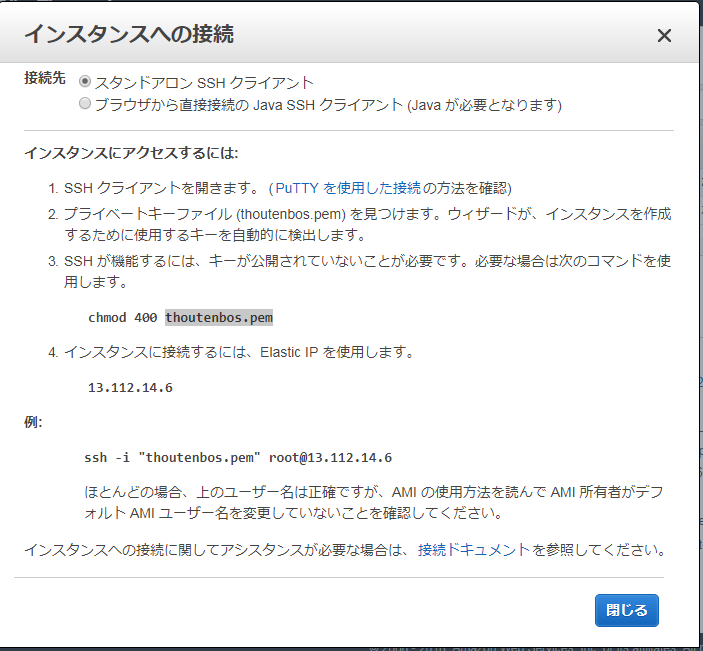 インスタンスへの接続
接続先
スタンドアロン SSH クライアント
ブラウザから直接接続の Java SSH クライアント (Java が必要となります)
インスタンスにアクセスするには:
1. SSH クライアントを開きます。 (PuTTY を使用した接続の方法を確認)
2. プライベートキーファイル (thoutenbos.pem) を見つけます。ウィザードが、インスタンスを作成
するために使用するキーを自動的に検出します。
3. SSH が機能するには、キーが公開されていないことが必要です。必要な場合は次のコマンドを使
用します。
chmod 400 thoutenbos.pem
4. インスタンスに接続するには、Elastic IP を使用します。
13.112.14.6
例:
ssh -i "thoutenbos.pem" root@13.112.14.6
ほとんどの場合、上のユーザー名は正確ですが、AMI の使用方法を読んで AMI 所有者がデフ
ォルト AMI ユーザー名を変更していないことを確認してください。
インスタンスへの接続に関してアシスタンスが必要な場合は、 接続ドキュメント を参照してください。
閉じる